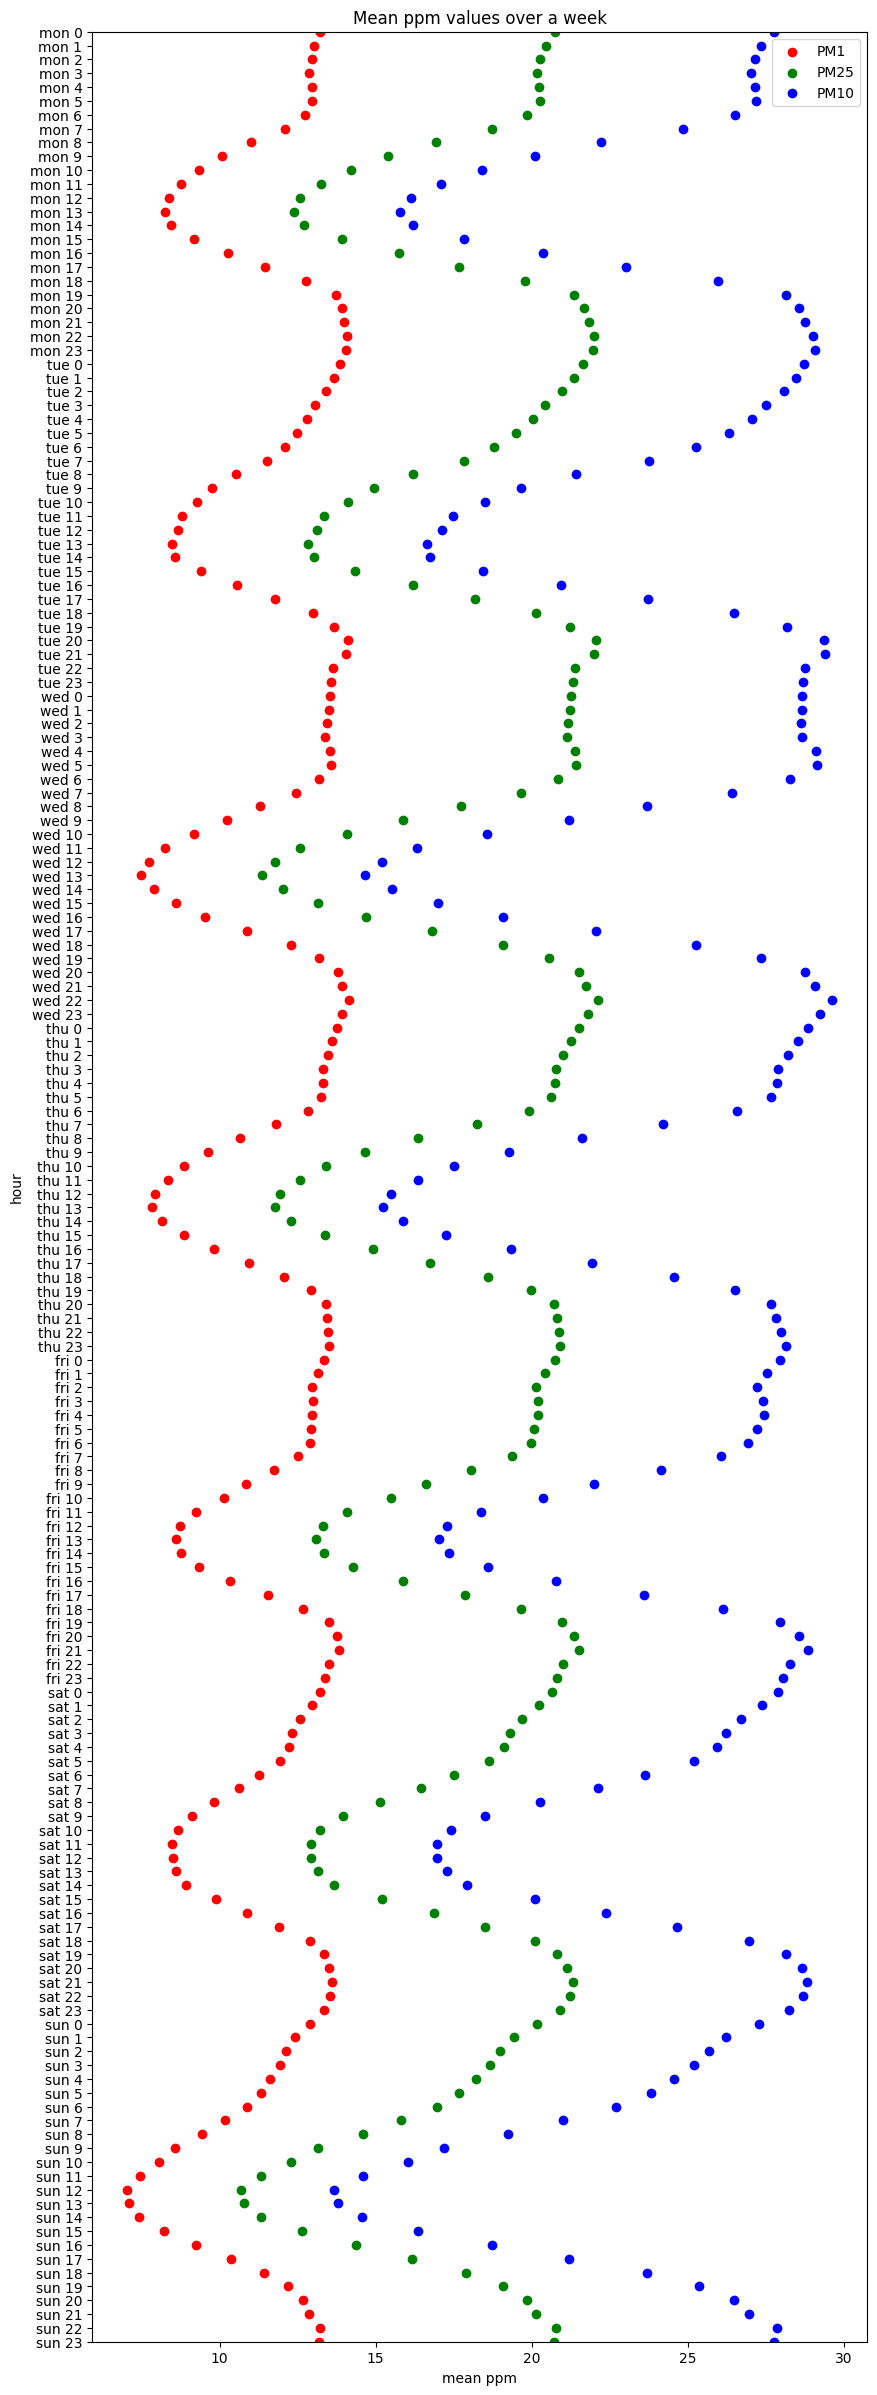 Mean ppm values over a week
PM1
PM25
PM10
mon 0
mon 1
mon 2
mon 3
mon 4
mon 5
mon 6
mon 7
mon 8
mon 9
mon 10
mon 11
mon 12
mon 13
mon 14
mon 15
mon 16
mon 17
mon 18
mon 19
mon 20
mon 21
mon 22
mon 23
tue 0
tue 1
tue 2
tue 3
tue 4
tue 5
tue 6
tue 7
tue 8
tue 9
tue 10
tue 11
tue 12
tue 13
tue 14
tue 15
tue 16
tue 17
tue 18
tue 19
tue 20
tue 21
tue 22
tue 23
wed 0
wed 1
wed 2
wed 3
wed 4
wed 5
wed 6
wed 7
wed 8
wed 9
wed 10
wed 11
wed 12
wed 13
wed 14
wed 15
wed 16
wed 17
wed 18
wed 19
wed 20
wed 21
wed 22
wed 23
thu 0
thu 1
thu 2
thu 3
thu 4
thu 5
thu 6
thu 7
thu 8
thu 9
thu 10
thu 11
thu 12
thu 13
thu 14
thu 15
thu 16
thu 17
thu 18
thu 19
thu 20
thu 21
thu 22
thu 23
fri 0
fri 1
fri 2
fri 3
fri 4
fri 5
fri 6
fri 7
fri 8
fri 9
fri 10
fri 11
fri 12
fri 13
fri 14
fri 15
fri 16
fri 17
fri 18
fri 19
fri 20
fri 21
fri 22
fri 23
sat 0
sat 1
sat 2
sat 3
sat 4
sat 5
sat 6
sat 7
sat 8
sat 9
sat 10
sat 11
sat 12
sat 13
sat 14
sat 15
sat 16
sat 17
sat 18
sat 19
sat 20
sat 21
sat 22
sat 23
sun 0
sun 1
sun 2
sun 3
sun 4
sun 5
sun 6
sun 7
sun 8
sun 9
sun 10
sun 11
sun 12
sun 13
sun 14
sun 15
sun 16
sun 17
sun 18
sun 19
sun 20
sun 21
sun 22
sun 23
hour
10 15 20 25 30
mean ppm